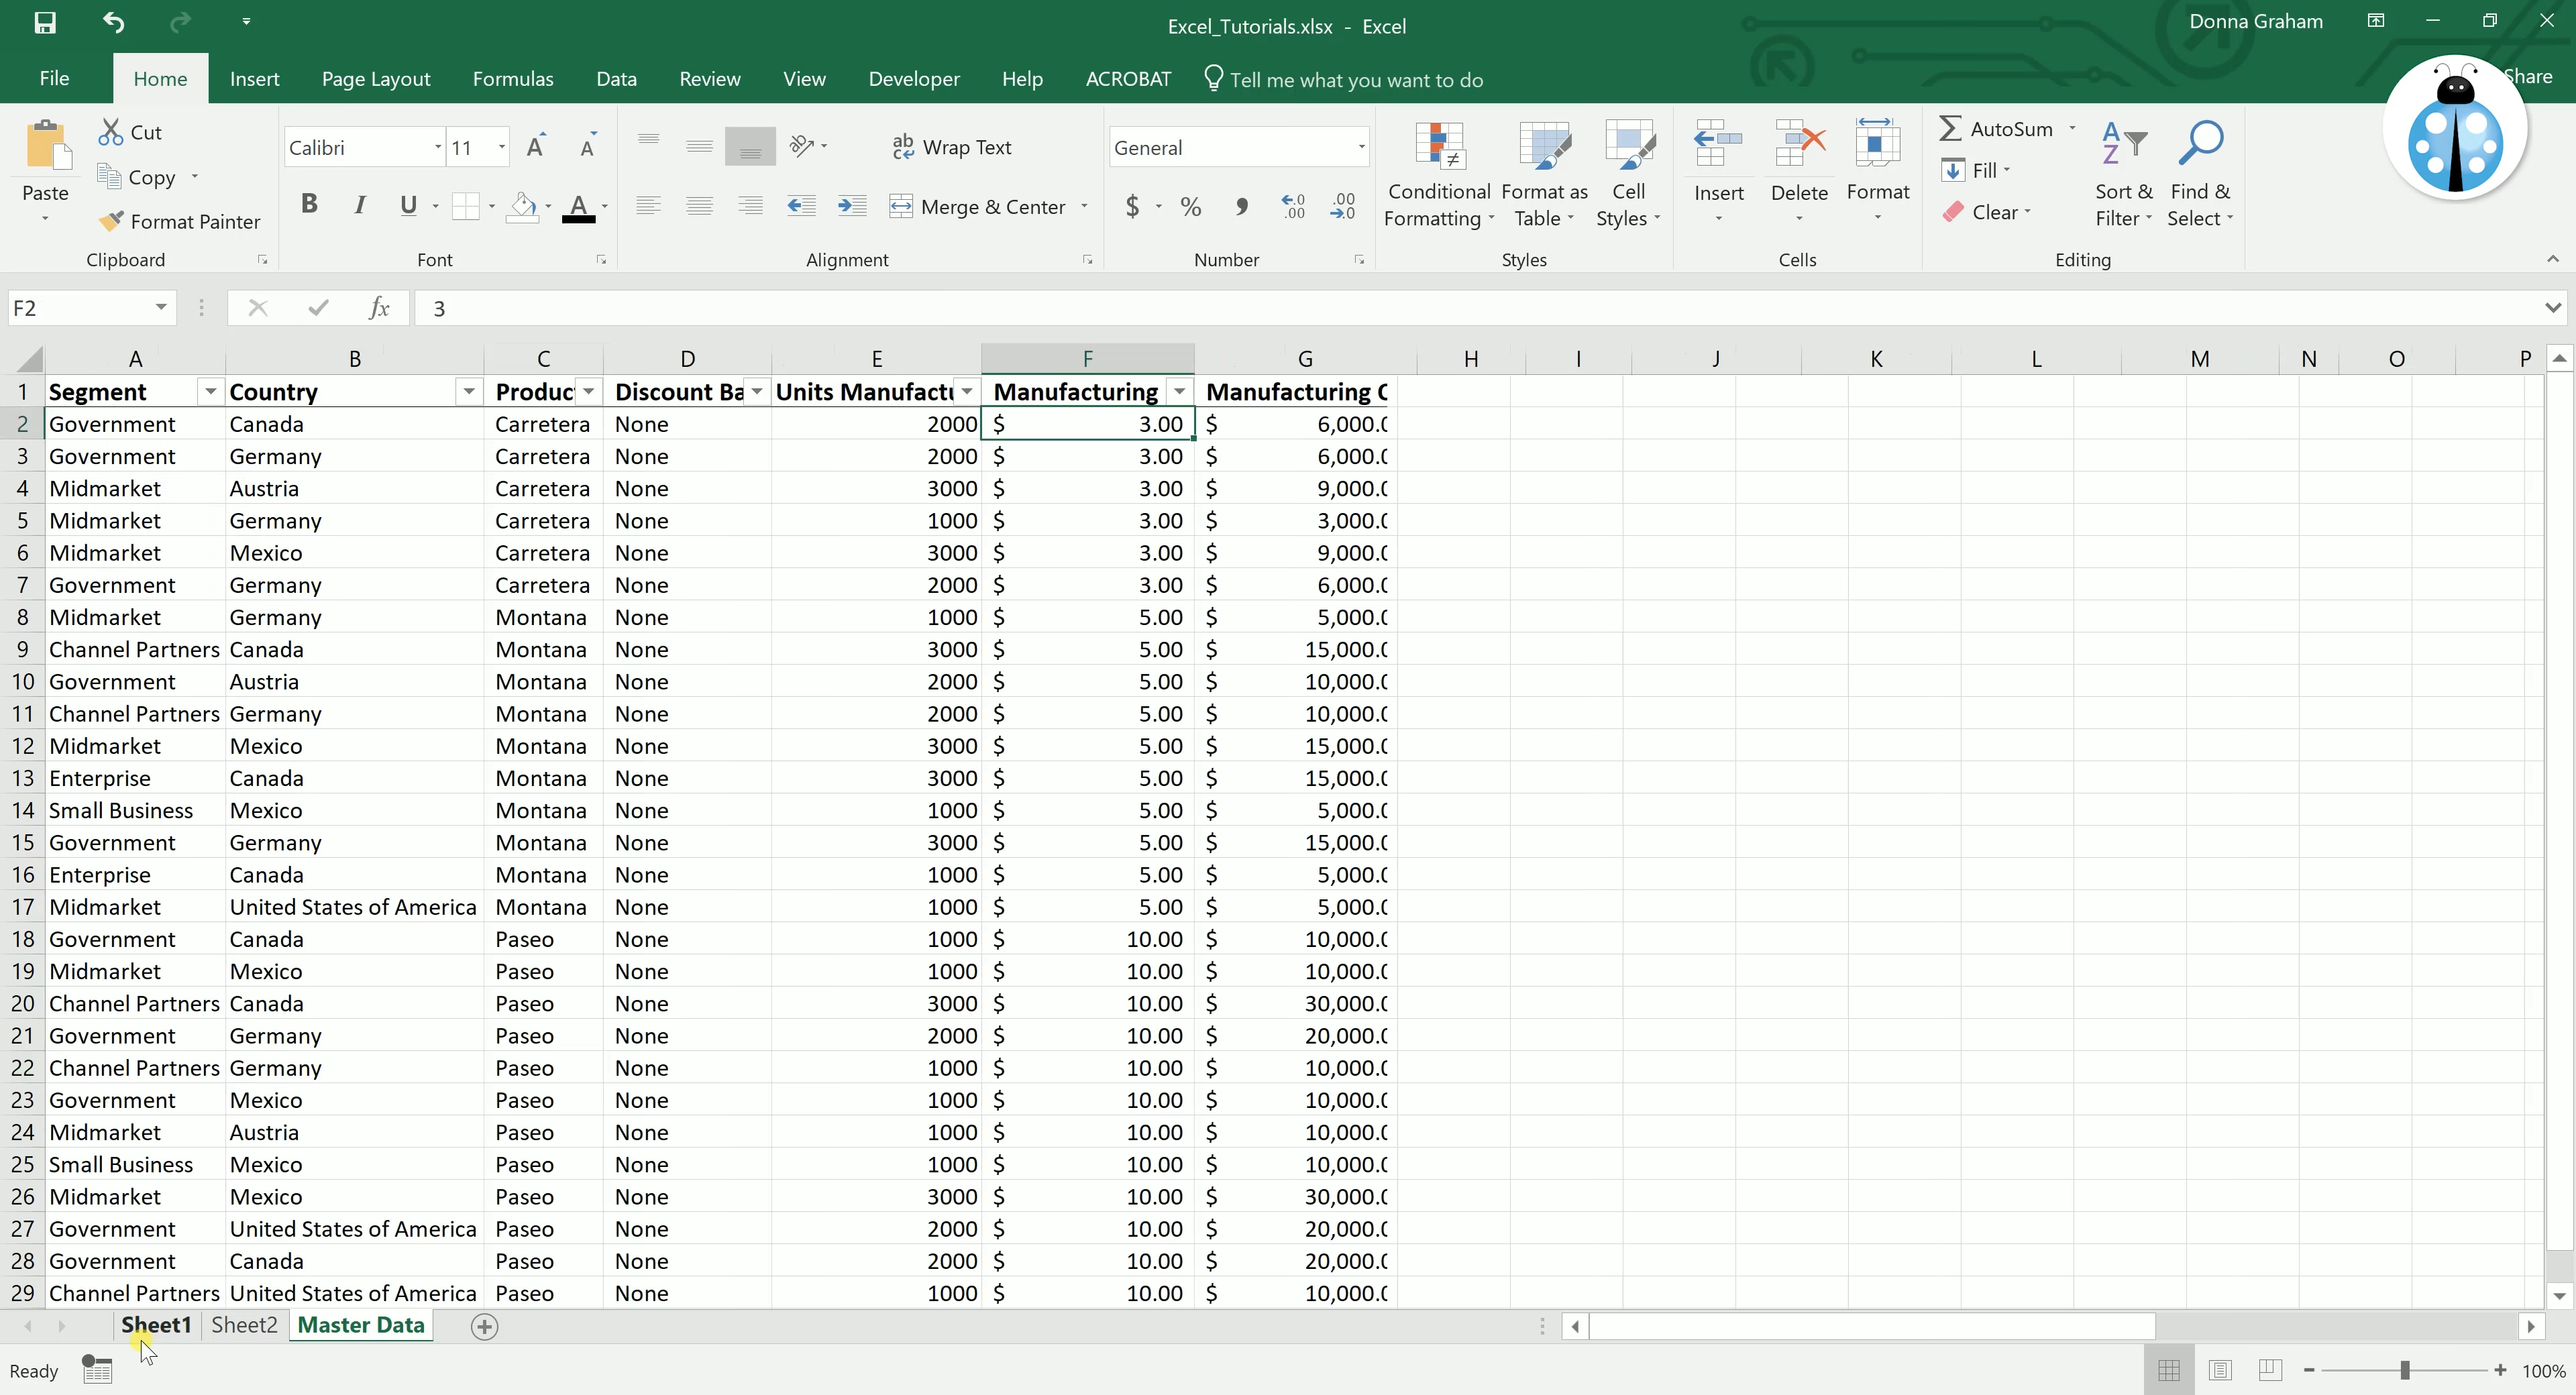 Excel_Tutorials.xlsx - Excel
Donna Graham
File Home Insert Page Layout Formulas Data Review View Developer Help ACROBAT Tell me what you want to do Share
Paste Cut Copy Format Painter
Clipboard
Calibri 11 A A
B I U A
Font
ab Wrap Text
Merge & Center
Alignment
General
$ % , .00 .00
Number
Conditional Formatting Format as Table Cell Styles
Styles
Insert Delete Format
Cells
AutoSum Fill Clear Sort & Filter Find & Select
Editing
F2 fx 3
A B C D E F G H I J K L M N O P
1 Segment Country Produc Discount Ba Units Manufactu Manufacturing Manufacturing C
2 Government Canada Carretera None 2000 $ 3.00 $ 6,000.0
3 Government Germany Carretera None 2000 $ 3.00 $ 6,000.0
4 Midmarket Austria Carretera None 3000 $ 3.00 $ 9,000.0
5 Midmarket Germany Carretera None 1000 $ 3.00 $ 3,000.0
6 Midmarket Mexico Carretera None 3000 $ 3.00 $ 9,000.0
7 Government Germany Carretera None 2000 $ 3.00 $ 6,000.0
8 Midmarket Germany Montana None 1000 $ 5.00 $ 5,000.0
9 Channel Partners Canada Montana None 3000 $ 5.00 $ 15,000.0
10 Government Austria Montana None 2000 $ 5.00 $ 10,000.0
11 Channel Partners Germany Montana None 2000 $ 5.00 $ 10,000.0
12 Midmarket Mexico Montana None 3000 $ 5.00 $ 15,000.0
13 Enterprise Canada Montana None 3000 $ 5.00 $ 15,000.0
14 Small Business Mexico Montana None 1000 $ 5.00 $ 5,000.0
15 Government Germany Montana None 3000 $ 5.00 $ 15,000.0
16 Enterprise Canada Montana None 1000 $ 5.00 $ 5,000.0
17 Midmarket United States of America Montana None 1000 $ 5.00 $ 5,000.0
18 Government Canada Paseo None 1000 $ 10.00 $ 10,000.0
19 Midmarket Mexico Paseo None 1000 $ 10.00 $ 10,000.0
20 Channel Partners Canada Paseo None 3000 $ 10.00 $ 30,000.0
21 Government Germany Paseo None 2000 $ 10.00 $ 20,000.0
22 Channel Partners Germany Paseo None 1000 $ 10.00 $ 10,000.0
23 Government Mexico Paseo None 1000 $ 10.00 $ 10,000.0
24 Midmarket Austria Paseo None 1000 $ 10.00 $ 10,000.0
25 Small Business Mexico Paseo None 1000 $ 10.00 $ 10,000.0
26 Midmarket Mexico Paseo None 3000 $ 10.00 $ 30,000.0
27 Government United States of America Paseo None 2000 $ 10.00 $ 20,000.0
28 Government Canada Paseo None 2000 $ 10.00 $ 20,000.0
29 Channel Partners United States of America Paseo None 1000 $ 10.00 $ 10,000.0
Sheet1 Sheet2 Master Data
Ready 100%